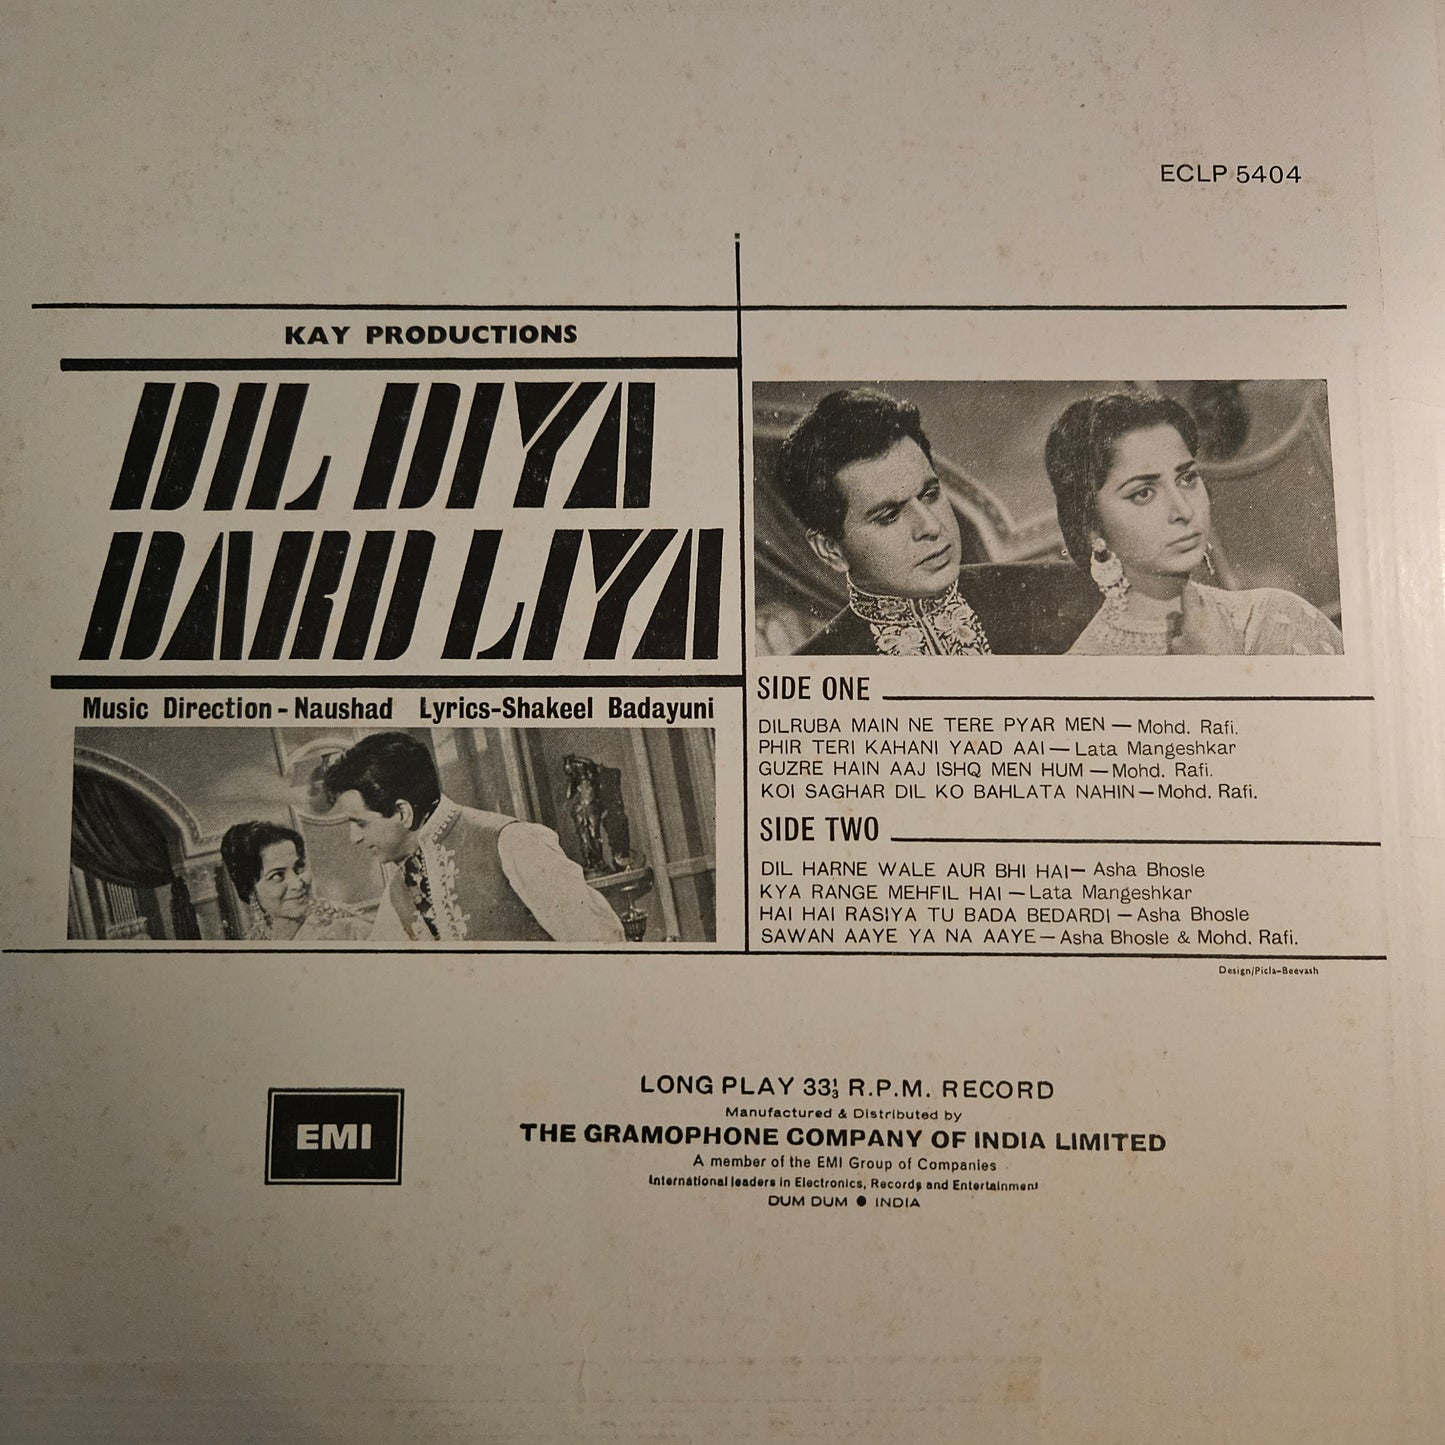 ECLP 5404
KAY PRODUCTIONS
DIL DIYA
DARD LIYA
Music Direction - Naushad Lyrics-Shakeel Badayuni
SIDE ONE
DILRUBA MAIN NE TERE PYAR MEN — Mohd. Rafi.
PHIR TERI KAHANI YAAD AAI — Lata Mangeshkar
GUZRE HAIN AAJ ISHQ MEN HUM — Mohd. Rafi.
KOI SAGHAR DIL KO BAHLATA NAHIN — Mohd. Rafi.
SIDE TWO
DIL HARNE WALE AUR BHI HAI — Asha Bhosle
KYA RANGE MEHFIL HAI — Lata Mangeshkar
HAI HAI RASIYA TU BADA BEDARDI — Asha Bhosle
SAWAN AAYE YA NA AAYE — Asha Bhosle & Mohd. Rafi.
Design/Picla-Beevash
EMI
LONG PLAY 33⅓ R.P.M. RECORD
Manufactured & Distributed by
THE GRAMOPHONE COMPANY OF INDIA LIMITED
A member of the EMI Group of Companies
International leaders in Electronics, Records and Entertainment
DUM DUM ● INDIA